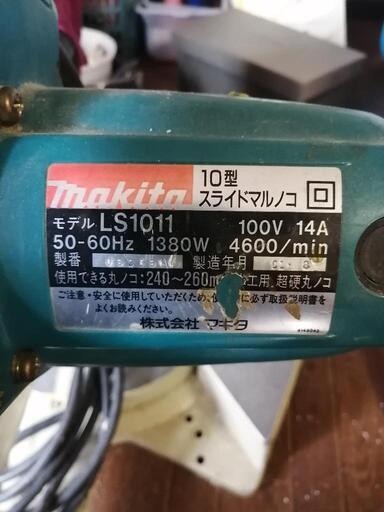 makita
10型
スライドマルノコ
モデル LS1011 100V 14A
50-60Hz 1380W 4600/min
製番 製造年月
使用できる丸ノコ:240~260m 工用,超硬丸ノコ
ご注意・安全に使用していただくため、使用前に必ず取扱説明書を
よくお読みください。
株式会社 マキタ